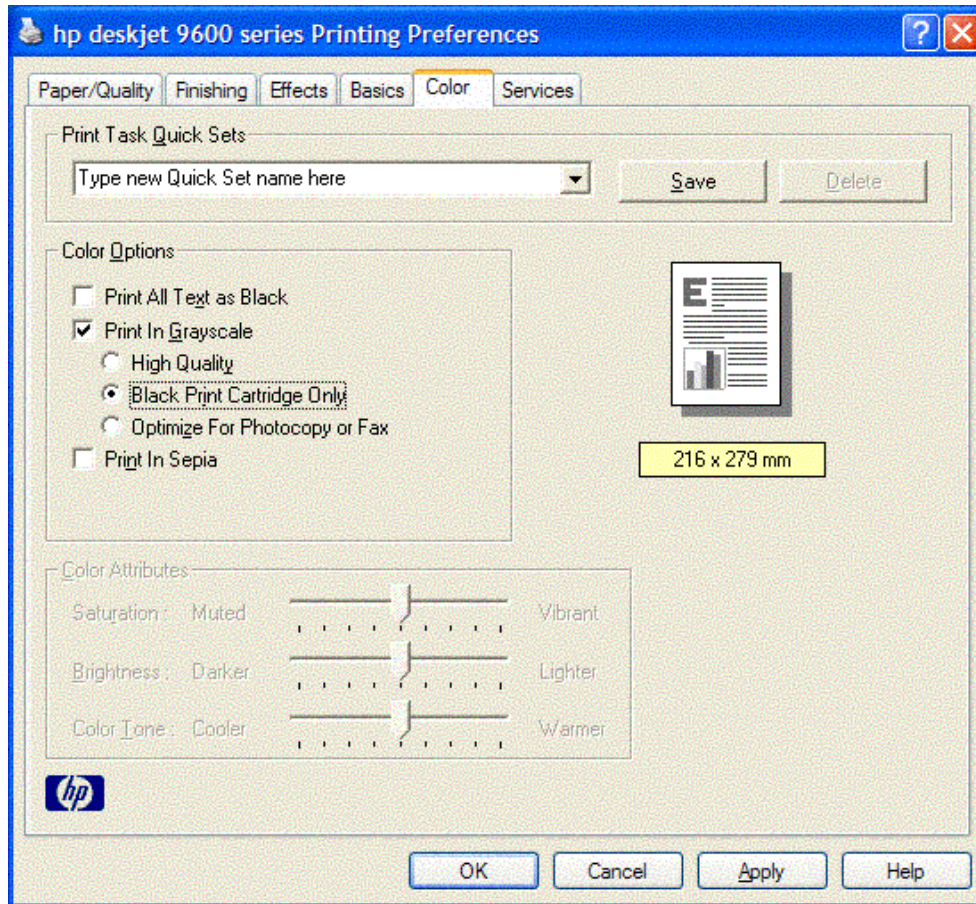 hp deskjet 9600 series Printing Preferences
Paper/Quality Finishing Effects Basics Color Services
Print Task Quick Sets
Type new Quick Set name here Save Delete
Color Options
Print All Text as Black
Print In Grayscale
High Quality
Black Print Cartridge Only
Optimize For Photocopy or Fax
Print In Sepia
E
216 x 279 mm
Color Attributes
Saturation : Muted Vibrant
Brightness : Darker Lighter
Color Tone : Cooler Warmer
hp
OK Cancel Apply Help